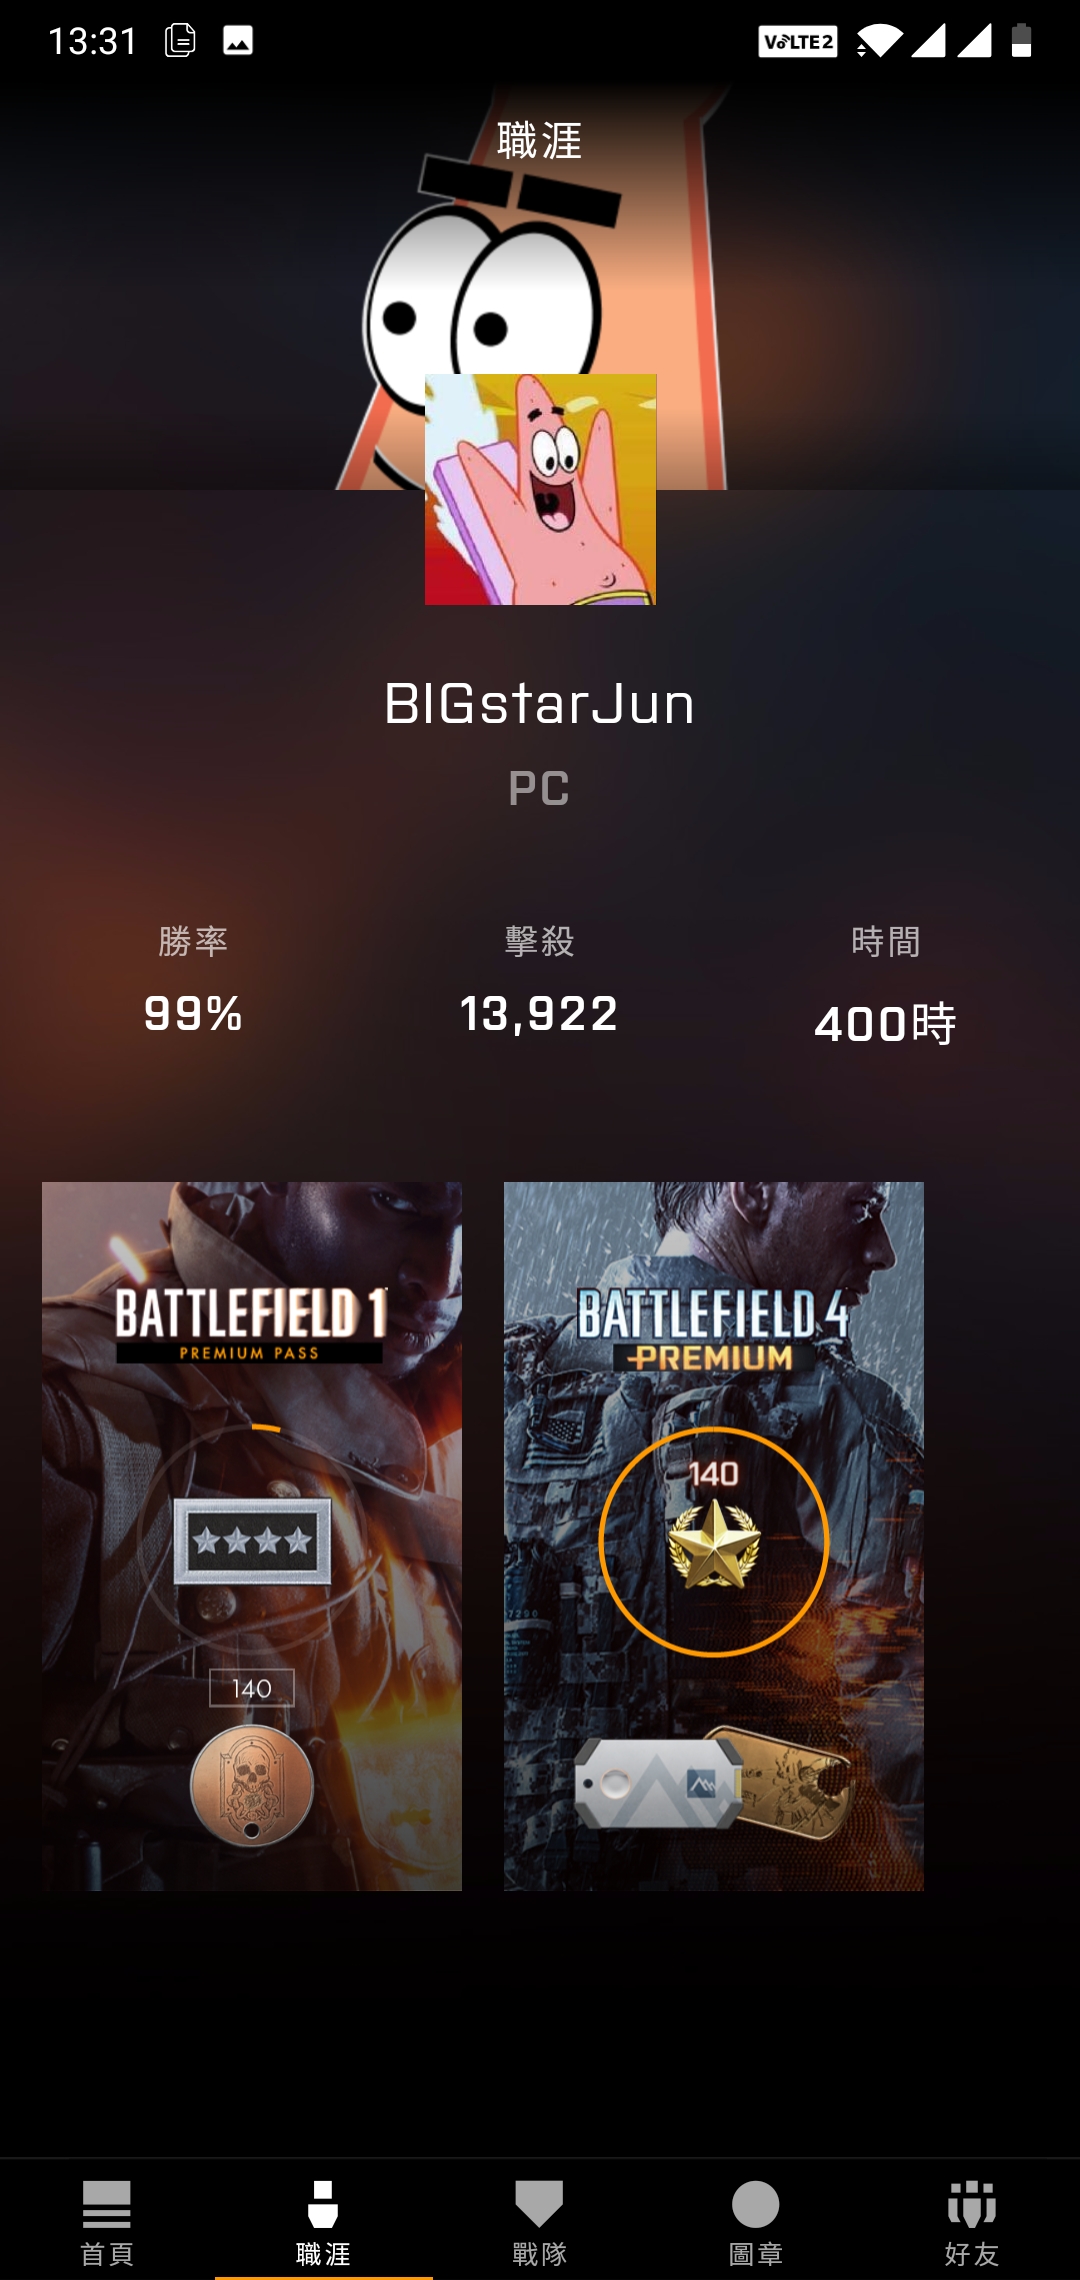 13:31
VoLTE2
職涯
BIGstarJun
PC
勝率
擊殺
時間
99%
13,922
400時
BATTLEFIELD 1
PREMIUM PASS
BATTLEFIELD 4
PREMIUM
140
140
首頁
職涯
戰隊
圖章
好友